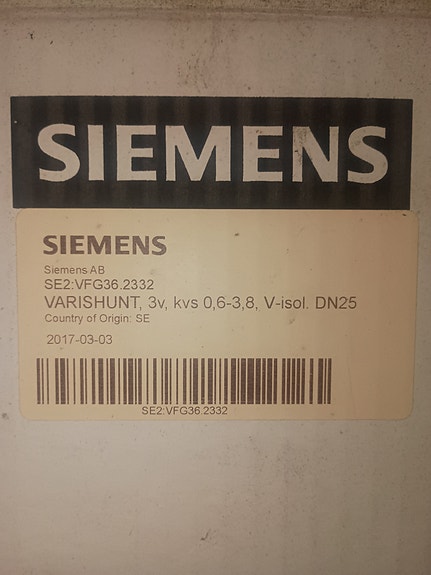 SIEMENS
SIEMENS
Siemens AB
SE2:VFG36.2332
VARISHUNT, 3v, kvs 0,6-3,8, V-isol. DN25
Country of Origin: SE
2017-03-03
SE2:VFG36.2332